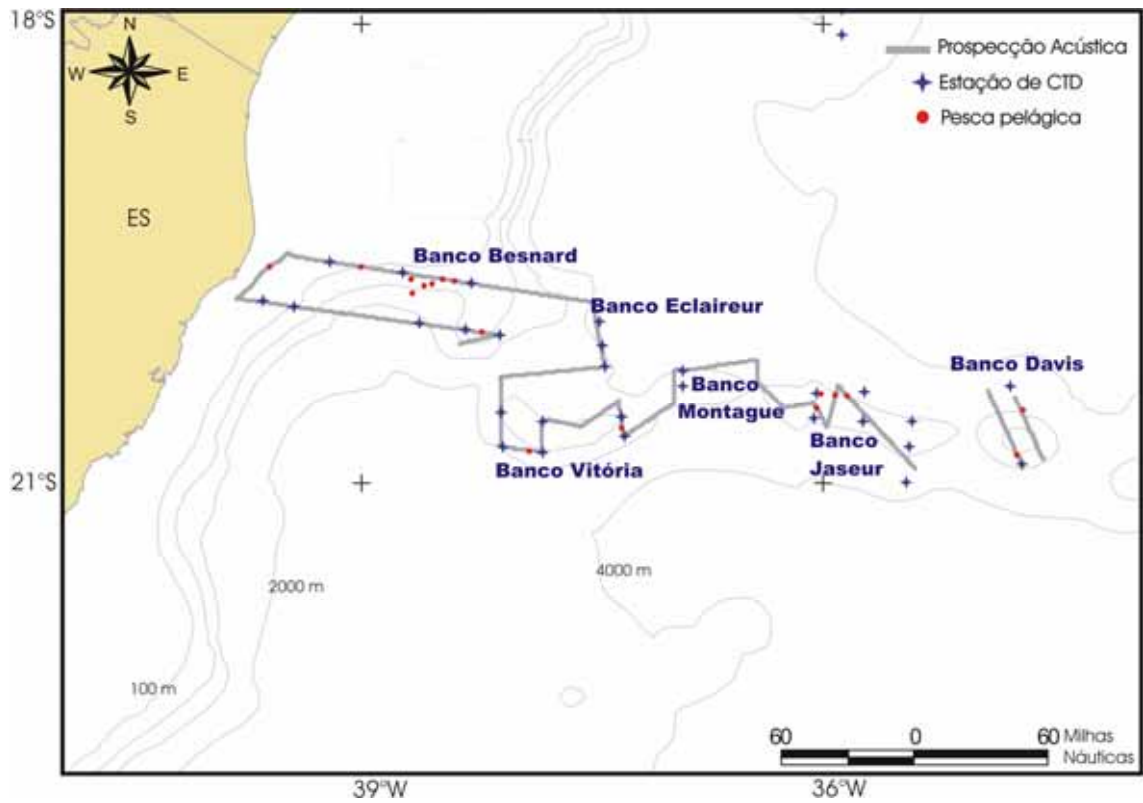 18°S
N
W E
S
Prospecção Acústica
Estação de CTD
Pesca pelágica
ES
Banco Besnard
Banco Eclaireur
Banco Davis
Banco
Montague
Banco
Jaseur
Banco Vitória
21°S
2000 m
4000 m
100 m
60 0 60 Milhas
Náuticas
39°W 36°W